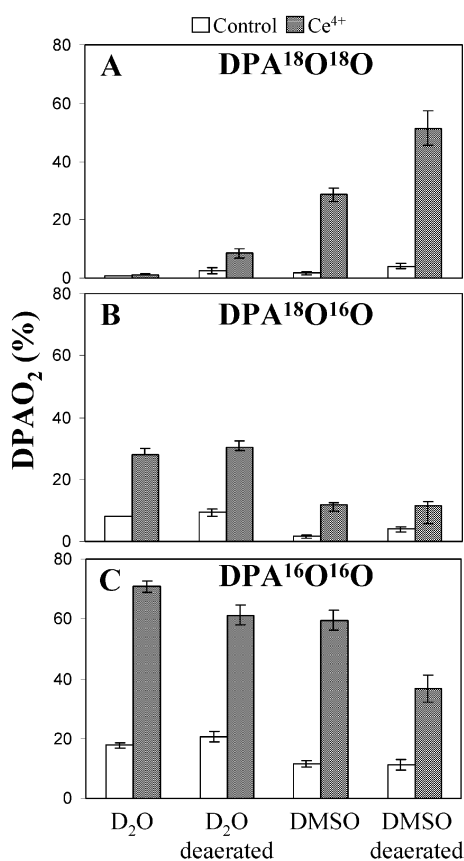 Control Ce⁴⁺
80
A DPA¹⁸O¹⁸O
60
40
20
0
80
B DPA¹⁸O¹⁶O
60
40
20
0
DPAO₂ (%)
80
C DPA¹⁶O¹⁶O
60
40
20
0
D₂O D₂O DMSO DMSO
deaerated deaerated